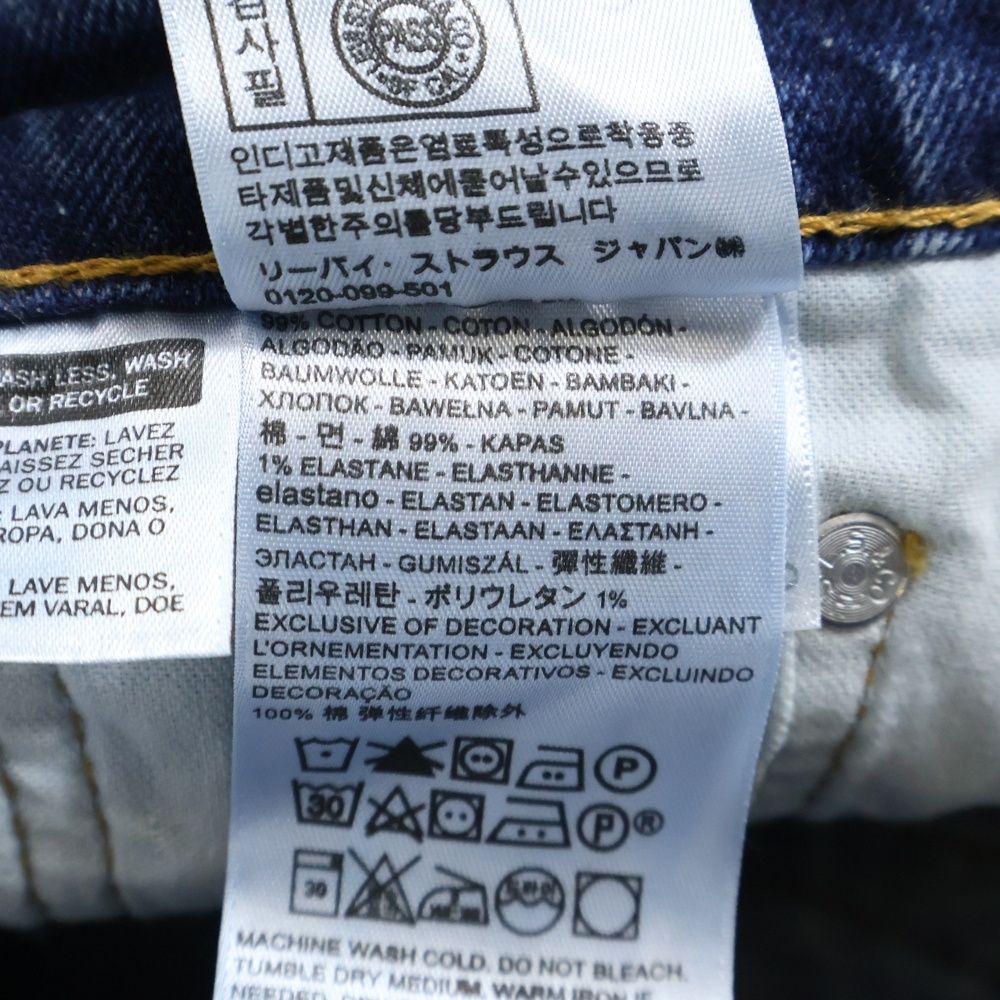 검사필
PASS
인디고제품은염료특성으로착용중
타제품및신체에묻어날수있으므로
각별한주의를당부드립니다
リーバイ・ストラウス ジャパン㈱
0120-099-501
99% COTTON - COTON - ALGODÓN -
ALGODÃO - PAMUK - COTONE -
BAUMWOLLE - KATOEN - BAMBAKI -
ХЛОПОК - BAWEŁNA - PAMUT - BAVLNA -
棉 - 면 - 綿 99% - KAPAS
1% ELASTANE - ELASTHANNE -
elastano - ELASTAN - ELASTOMERO -
ELASTHAN - ELASTAAN - ΕΛΑΣΤΑΝΗ -
ЭЛАСТАН - GUMISZÁL - 彈性纖維 -
폴리우레탄 - ポリウレタン 1%
EXCLUSIVE OF DECORATION - EXCLUANT
L'ORNEMENTATION - EXCLUYENDO
ELEMENTOS DECORATIVOS - EXCLUINDO
DECORAÇÃO
100% 棉 弹性纤维除外
P
30 P®
30 드라이
MACHINE WASH COLD. DO NOT BLEACH.
TUMBLE DRY MEDIUM. WARM IRON IF
NEEDED.
WASH LESS, WASH
OR RECYCLE
PLANETE: LAVEZ
LAISSEZ SECHER
Z OU RECYCLEZ
: LAVA MENOS,
ROPA, DONA O
LAVE MENOS,
EM VARAL, DOE